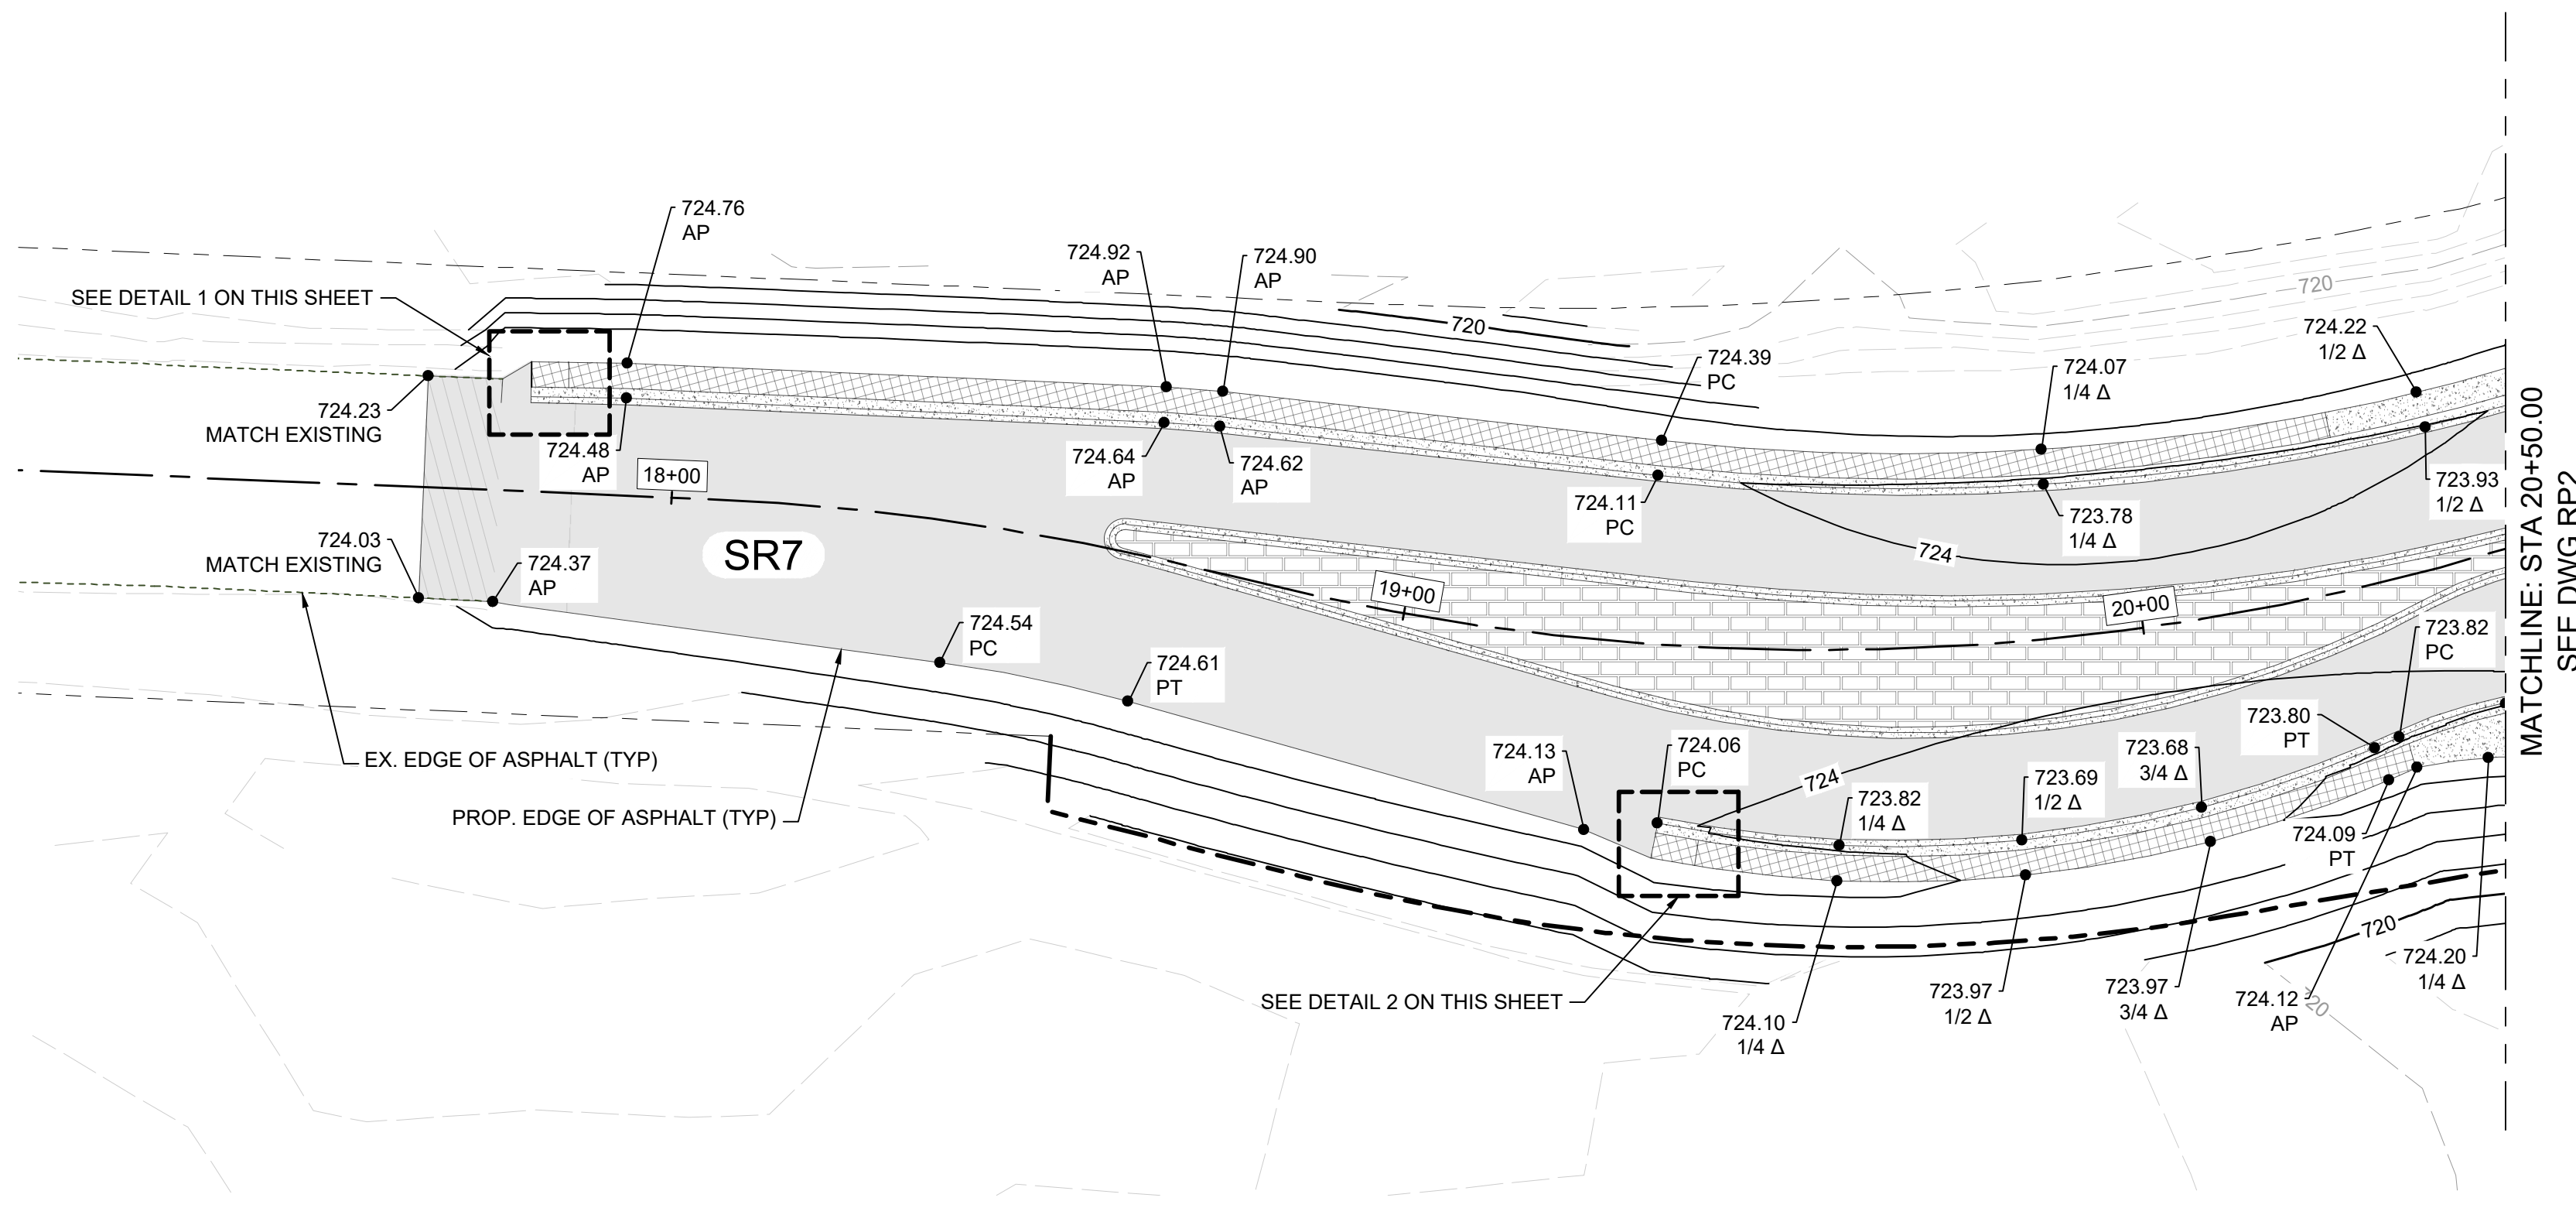 724.76
AP
724.92
AP
724.90
AP
SEE DETAIL 1 ON THIS SHEET
720
720
724.22
1/2 Δ
724.39
PC
724.07
1/4 Δ
724.23
MATCH EXISTING
724.48
AP
18+00
724.64
AP
724.62
AP
724.11
PC
723.78
1/4 Δ
723.93
1/2 Δ
MATCHLINE: STA 20+50.00
SEE DWG RP2
724.03
MATCH EXISTING
SR7
724.37
AP
724
19+00
20+00
724.54
PC
724.61
PT
723.82
PC
EX. EDGE OF ASPHALT (TYP)
PROP. EDGE OF ASPHALT (TYP)
724.13
AP
724.06
PC
724
723.82
1/4 Δ
723.69
1/2 Δ
723.68
3/4 Δ
723.80
PT
724.09
PT
720
SEE DETAIL 2 ON THIS SHEET
724.10
1/4 Δ
723.97
1/2 Δ
723.97
3/4 Δ
724.12
AP
724.20
1/4 Δ
720